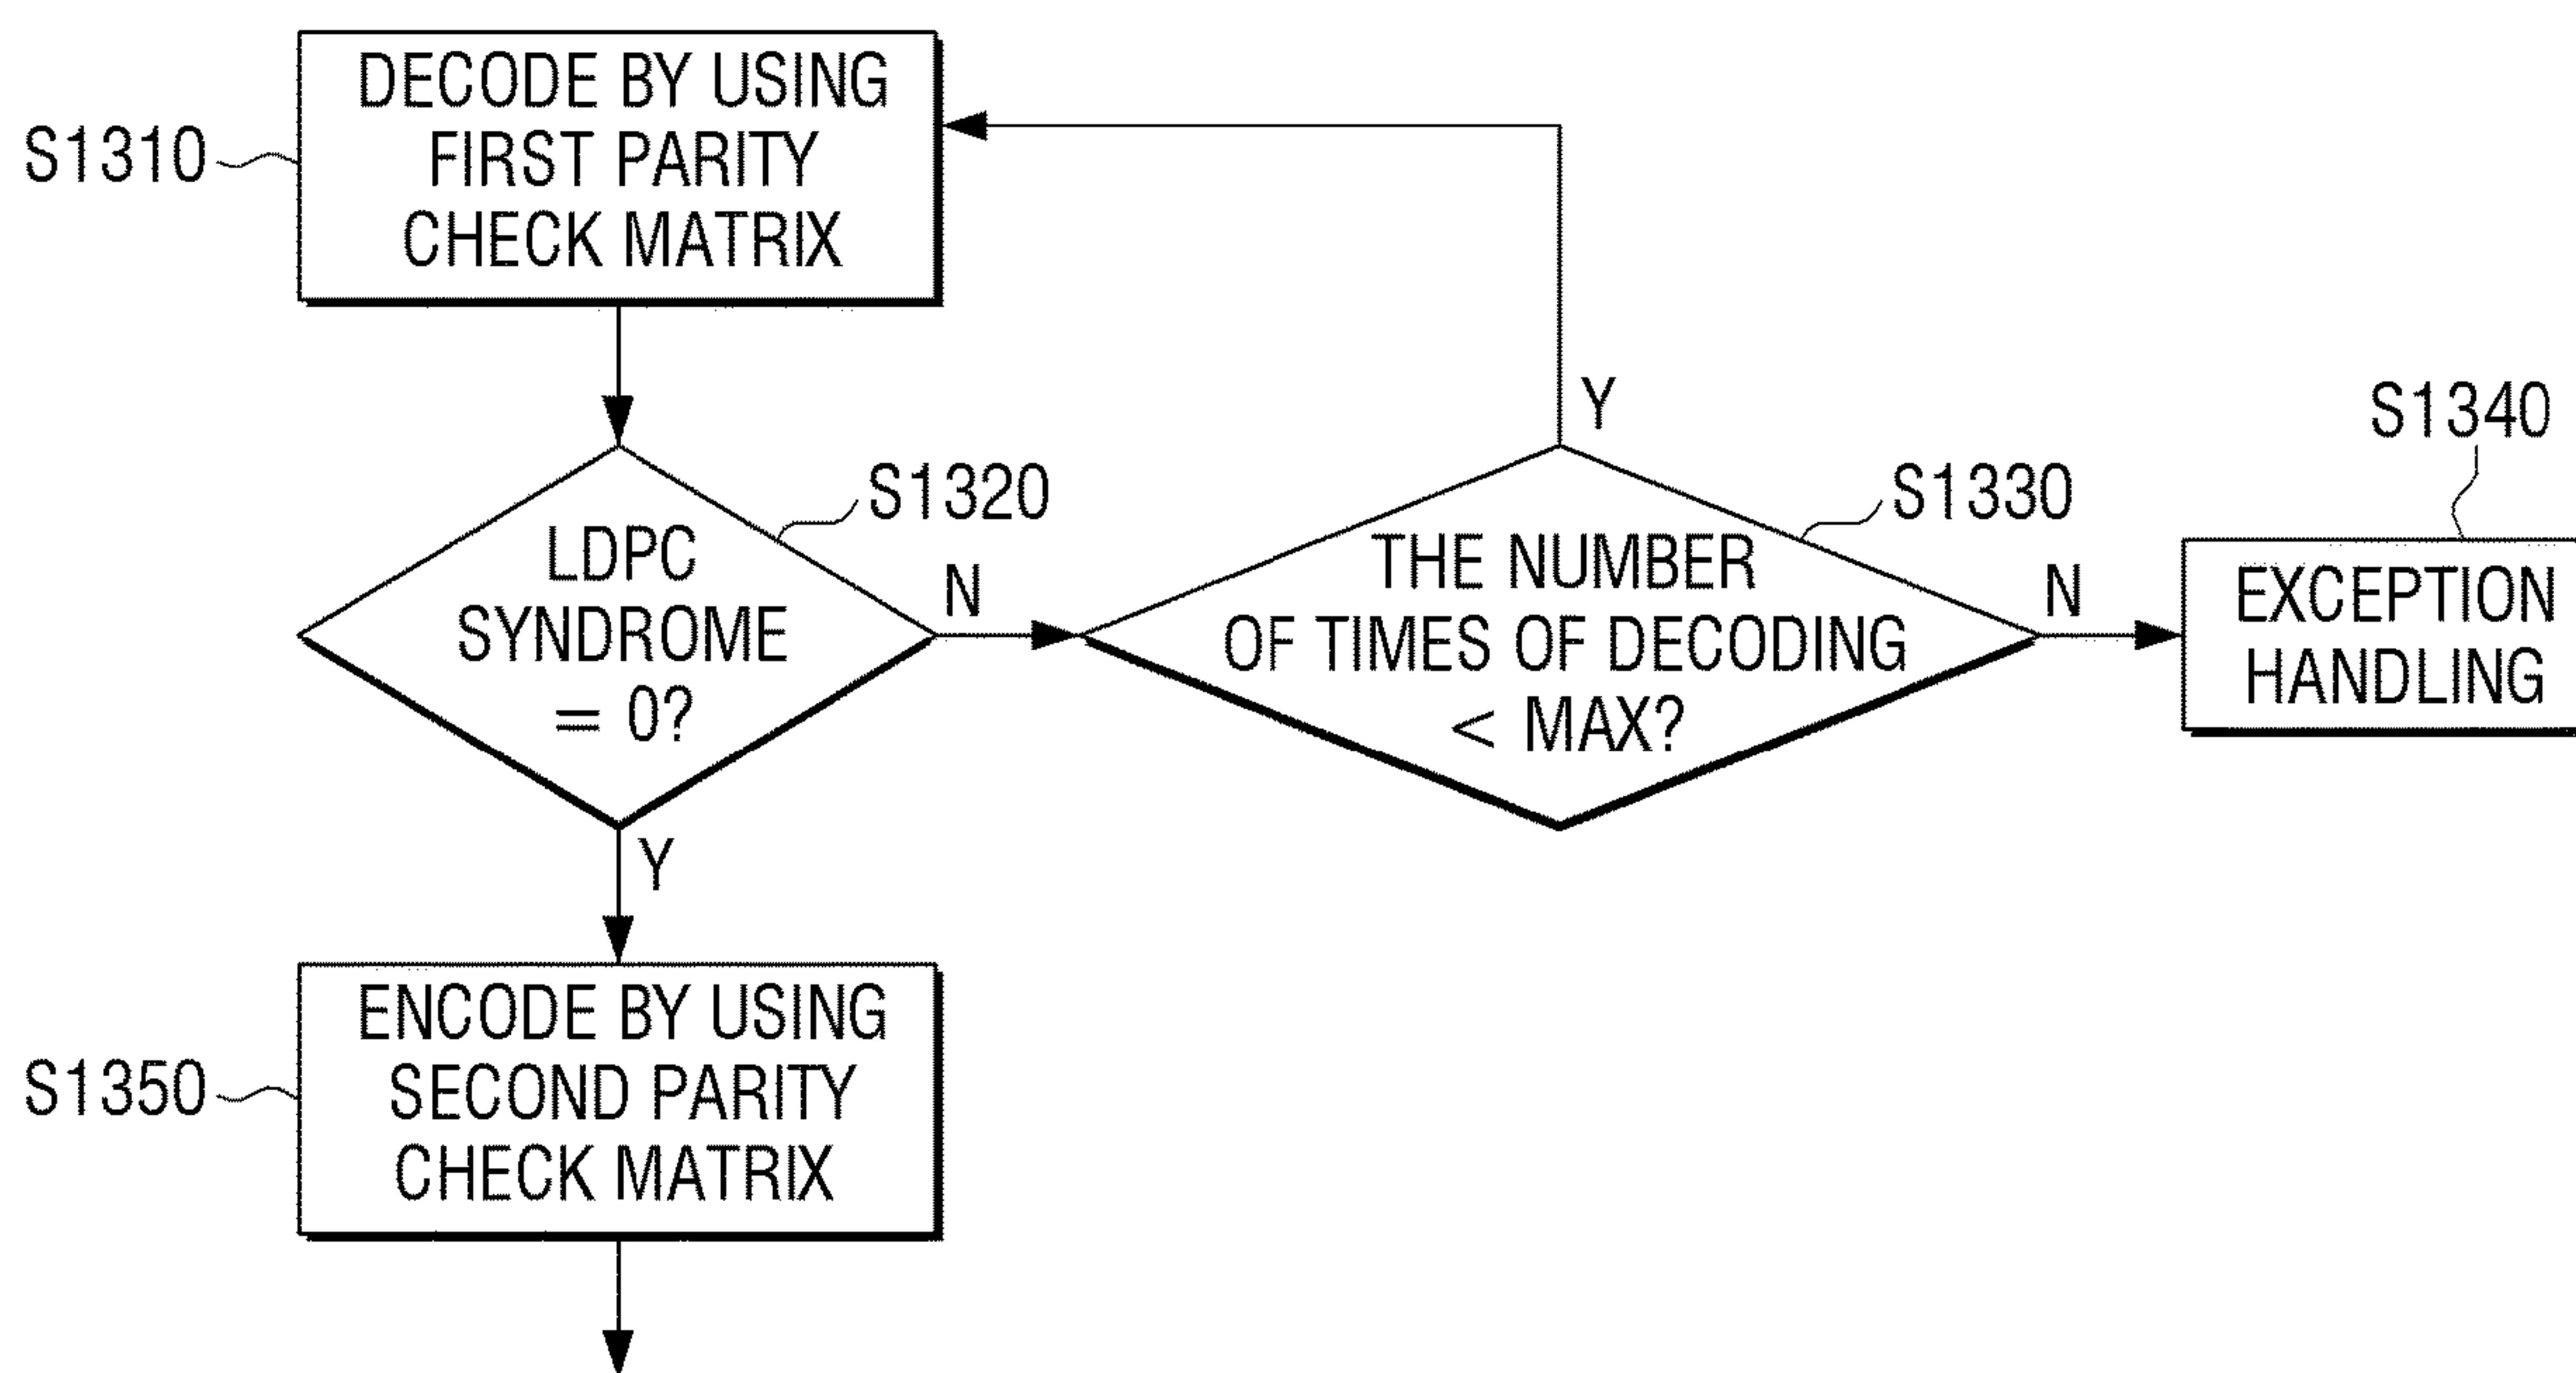 DECODE BY USING
FIRST PARITY
CHECK MATRIX
S1310
LDPC
SYNDROME
= 0?
S1320
N
Y
THE NUMBER
OF TIMES OF DECODING
< MAX?
S1330
Y
N
S1340
EXCEPTION
HANDLING
ENCODE BY USING
SECOND PARITY
CHECK MATRIX
S1350